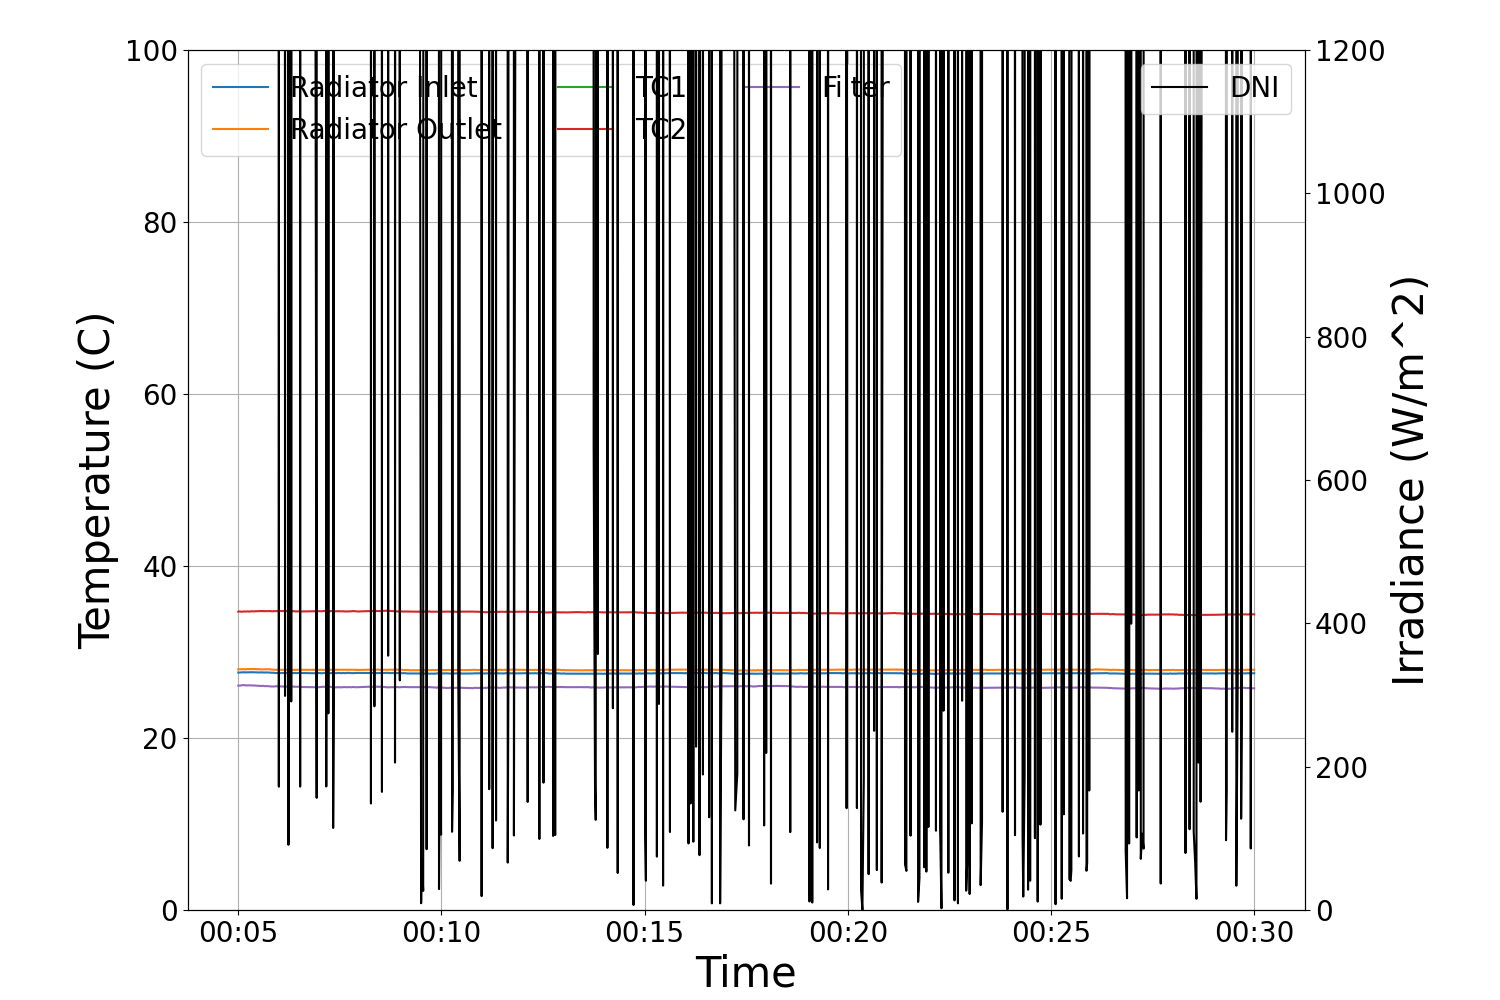 100
80
60
40
20
0
Temperature (C)
Radiator Inlet
Radiator Outlet
TC1
TC2
Filter
DNI
1200
1000
800
600
400
200
0
Irradiance (W/m^2)
00:05 00:10 00:15 00:20 00:25 00:30
Time